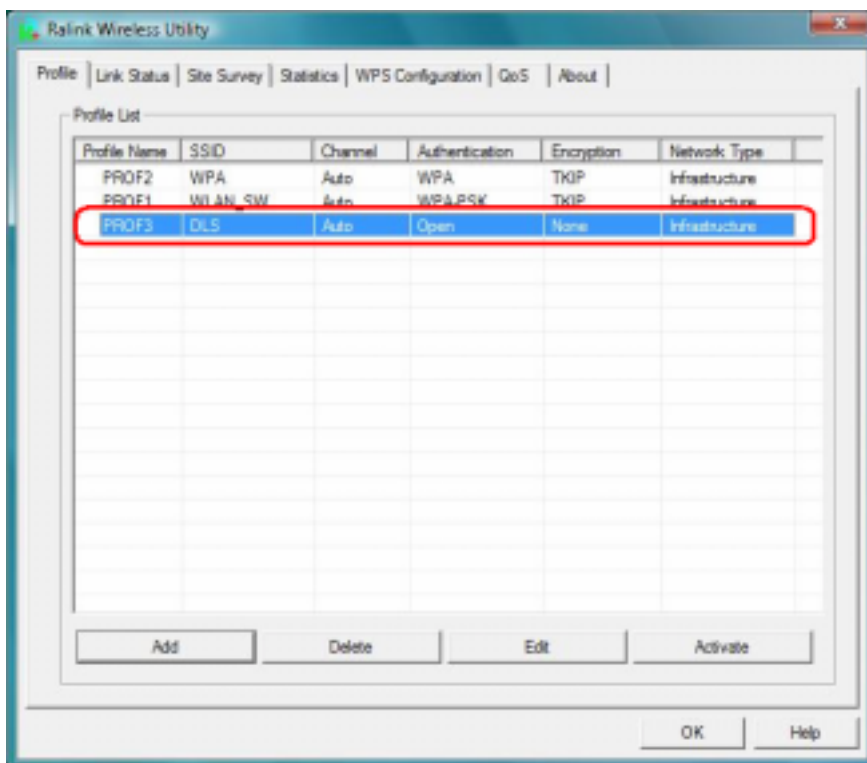 Ralink Wireless Utility
X
Profile Link Status Site Survey Statistics WPS Configuration QoS About
Profile List
Profile Name SSID Channel Authentication Encryption Network Type
PROF2 WPA Auto WPA TKIP Infrastructure
PROF1 WLAN_SW Auto WPA-PSK TKIP Infrastructure
PROF3 DLS Auto Open None Infrastructure
Add Delete Edit Activate
OK Help